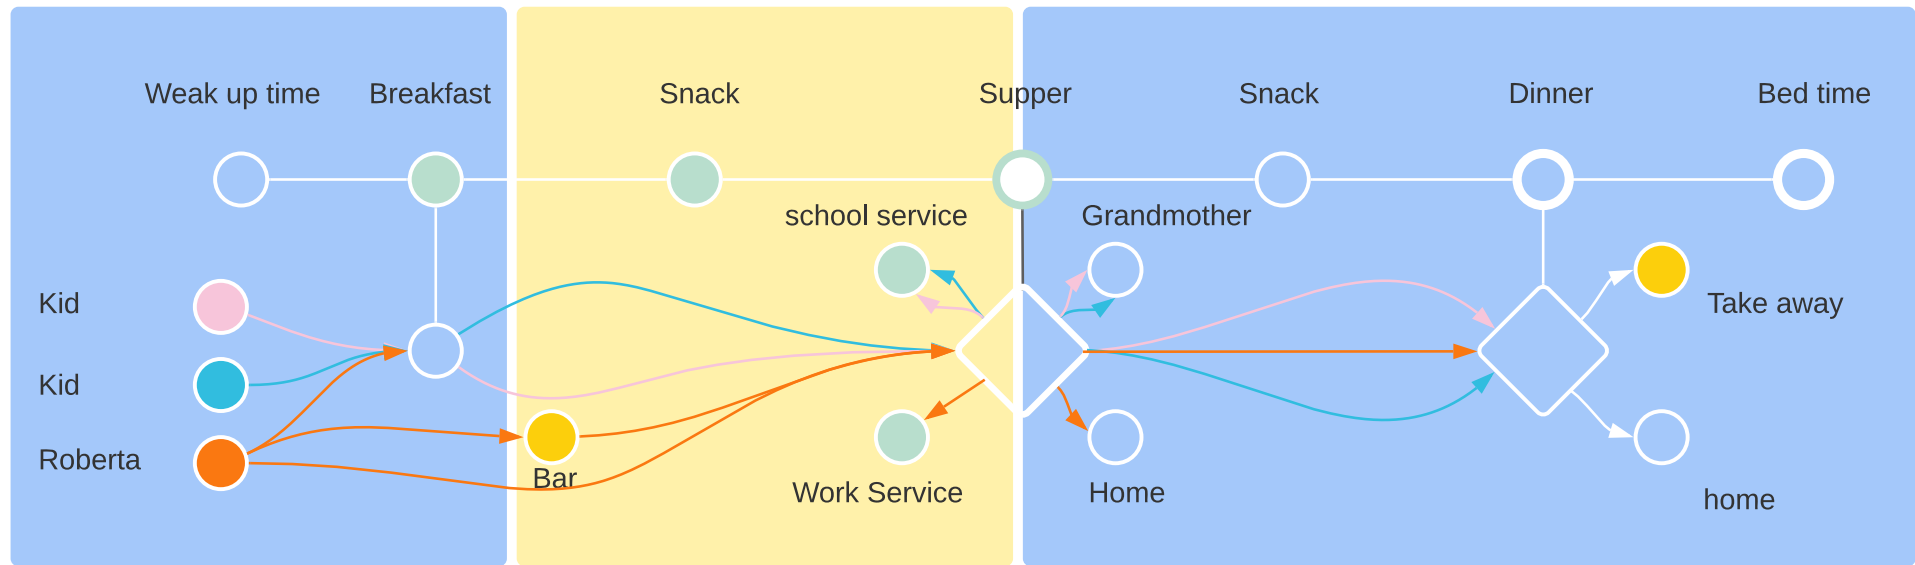 Weak up time
Breakfast
Snack
Supper
Snack
Dinner
Bed time
school service
Grandmother
Kid
Take away
Kid
Roberta
Bar
Work Service
Home
home